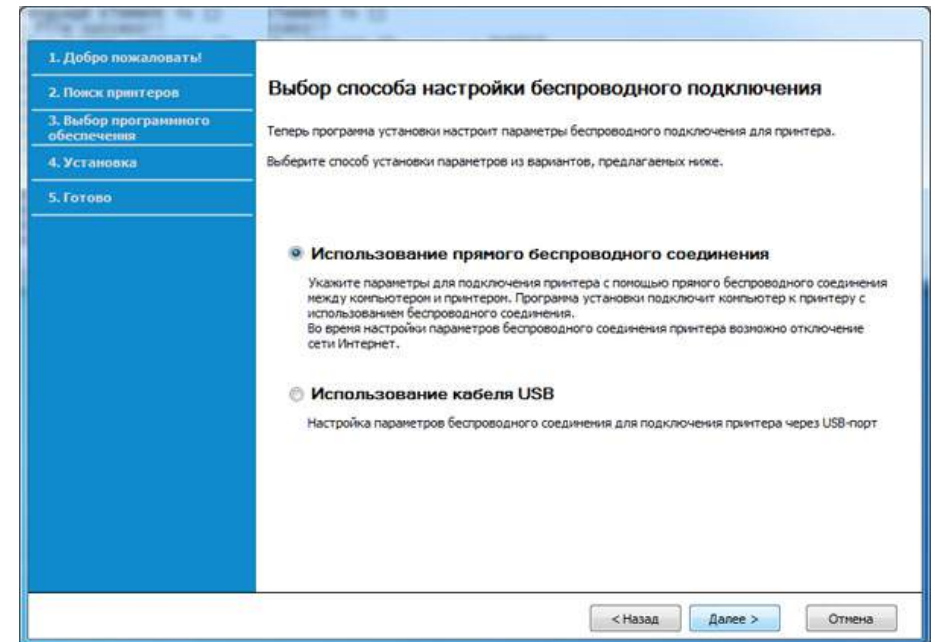 1. Добро пожаловать!
2. Поиск принтеров
3. Выбор программного
обеспечения
4. Установка
5. Готово
Выбор способа настройки беспроводного подключения
Теперь программа установки настроит параметры беспроводного подключения для принтера.
Выберите способ установки параметров из вариантов, предлагаемых ниже.
Использование прямого беспроводного соединения
Укажите параметры для подключения принтера с помощью прямого беспроводного соединения
между компьютером и принтером. Программа установки подключит компьютер к принтеру с
использованием беспроводного соединения.
Во время настройки параметров беспроводного соединения принтера возможно отключение
сети Интернет.
Использование кабеля USB
Настройка параметров беспроводного соединения для подключения принтера через USB-порт
< Назад
Далее >
Отмена